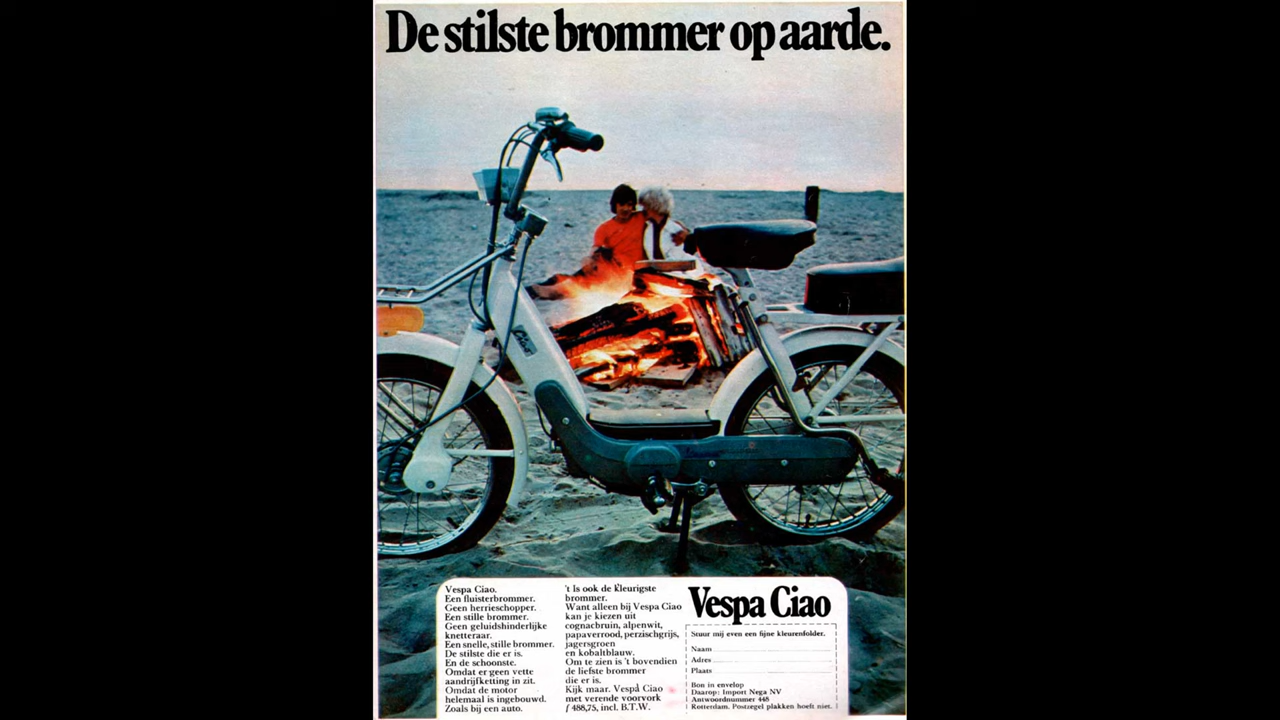 De stilste brommer op aarde.
Ciao
Vespa Ciao.
Een fluisterbrommer.
Geen herrieschopper.
Een stille brommer.
Geen geluidshinderlijke
knetteraar.
Een snelle, stille brommer.
De stilste die er is.
En de schoonste.
Omdat er geen vette
aandrijfketting in zit.
Omdat de motor
helemaal is ingebouwd.
Zoals bij een auto.
't Is ook de kleurigste
brommer.
Want alleen bij Vespa Ciao
kan je kiezen uit
cognacbruin, alpenwit,
papaverrood, perzischgrijs,
jagersgroen
en kobaltblauw.
Om te zien is 't bovendien
de liefste brommer
die er is.
Kijk maar. Vespa Ciao
met verende voorvork
f 488,75, incl. B.T.W.
Vespa Ciao
Stuur mij even een fijne kleurenfolder.
Naam
Adres
Plaats
Bon in envelop
Daarop: Import Nega NV
Antwoordnummer 448
Rotterdam. Postzegel plakken hoeft niet.